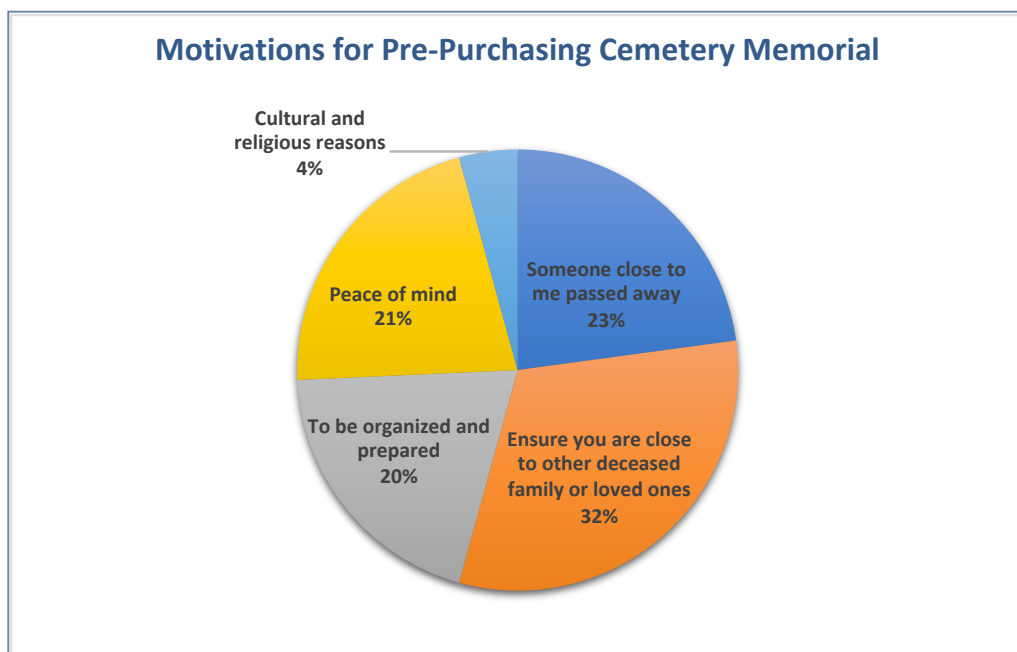 Motivations for Pre-Purchasing Cemetery Memorial
Cultural and
religious reasons
4%
Someone close to
me passed away
23%
Peace of mind
21%
To be organized and
prepared
20%
Ensure you are close
to other deceased
family or loved ones
32%